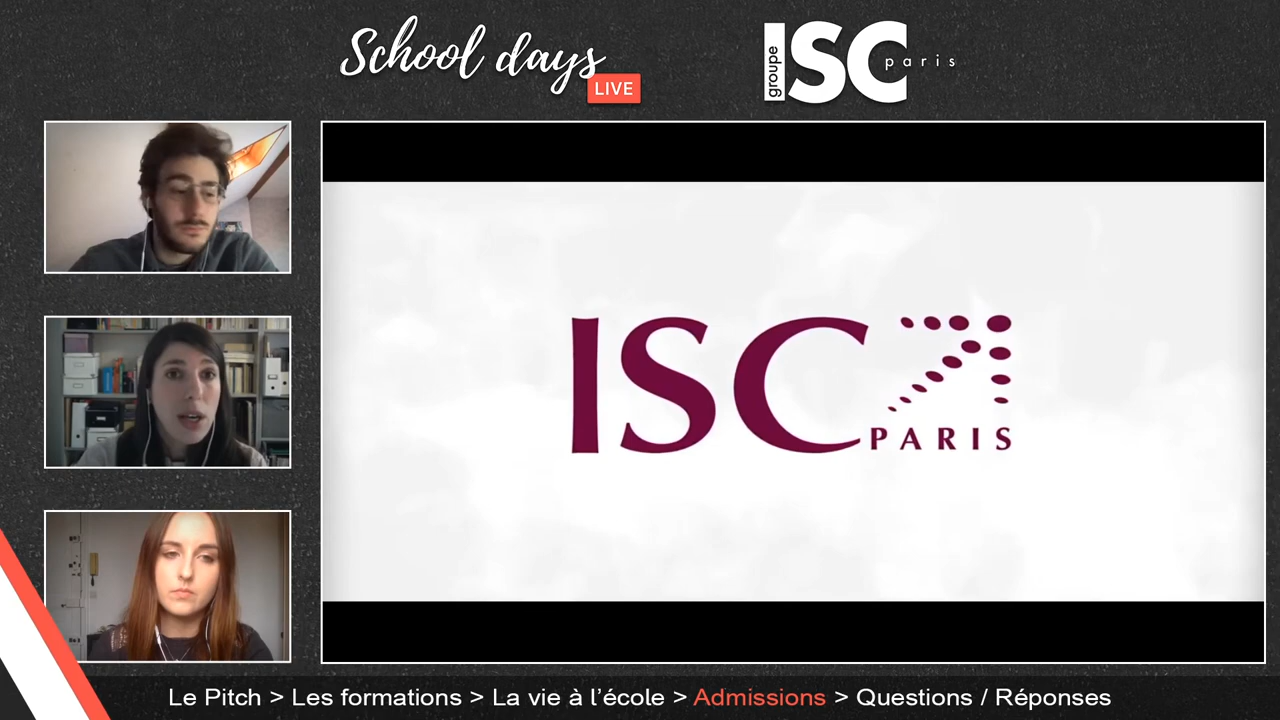 School days
LIVE
groupe ISC paris
ISC PARIS
Le Pitch > Les formations > La vie à l'école > Admissions > Questions / Réponses